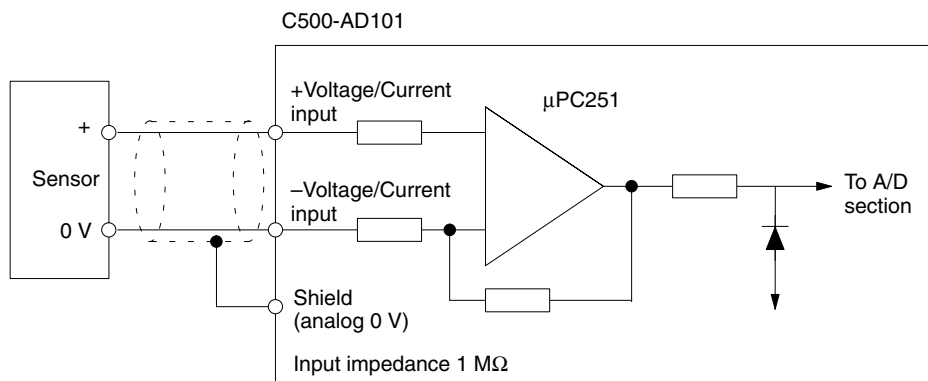 C500-AD101
+Voltage/Current
input
μPC251
+
Sensor
–Voltage/Current
input
To A/D
section
0 V
Shield
(analog 0 V)
Input impedance 1 MΩ